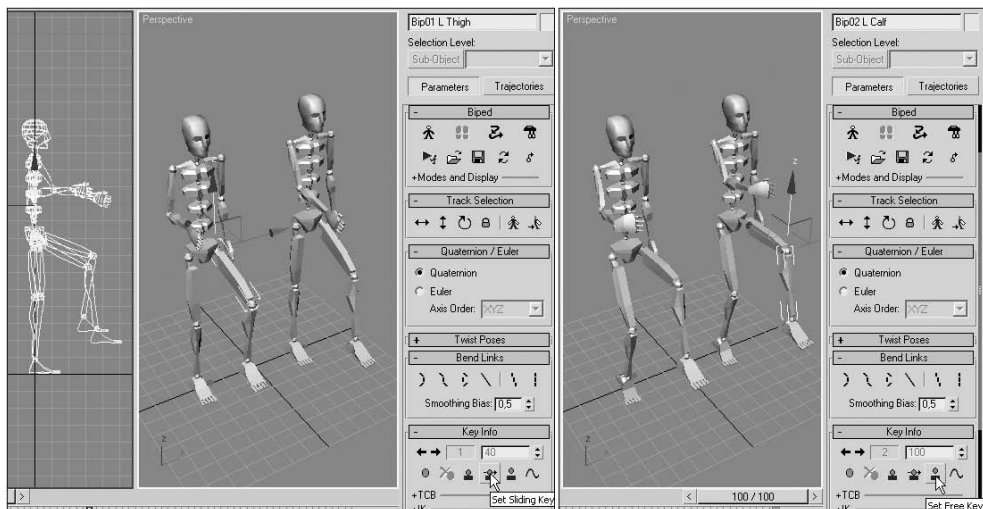 Perspective
Bip01 L Thigh
Selection Level:
Sub-Object
Parameters Trajectories
- Biped
+Modes and Display
- Track Selection
- Quaternion / Euler
Quaternion
Euler
Axis Order: XYZ
+ Twist Poses
- Bend Links
Smoothing Bias: 0,5
- Key Info
1 40
Set Sliding Key
+TCB
z
>
Perspective
Bip02 L Calf
Selection Level:
Sub-Object
Parameters Trajectories
- Biped
+Modes and Display
- Track Selection
- Quaternion / Euler
Quaternion
Euler
Axis Order: XYZ
+ Twist Poses
- Bend Links
Smoothing Bias: 0,5
- Key Info
2 100
Set Free Key
+TCB
z
z
< 100 / 100 >